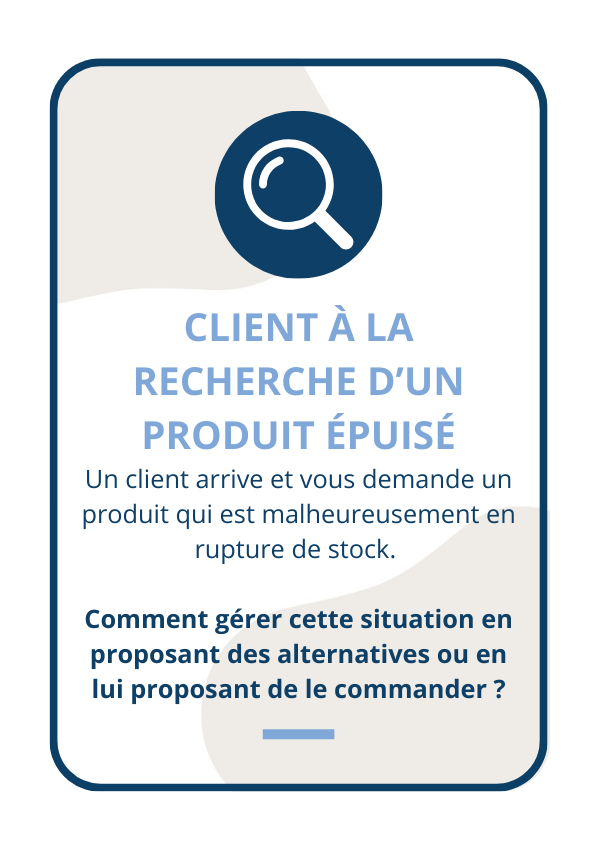 CLIENT À LA
RECHERCHE D’UN
PRODUIT ÉPUISÉ
Un client arrive et vous demande un
produit qui est malheureusement en
rupture de stock.
Comment gérer cette situation en
proposant des alternatives ou en
lui proposant de le commander ?